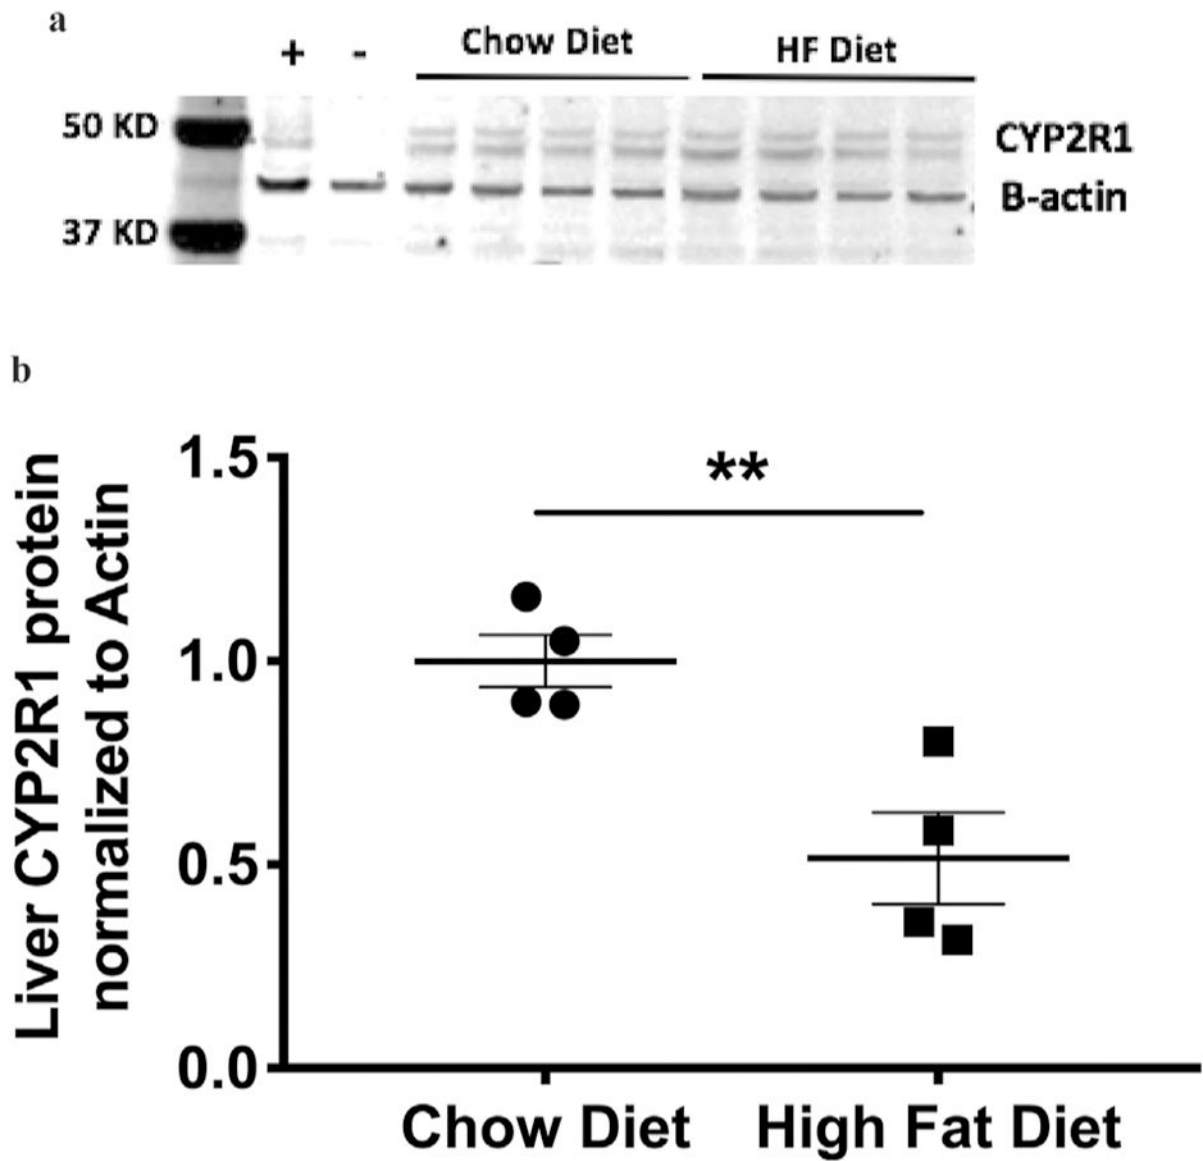 a
+ - Chow Diet HF Diet
50 KD
CYP2R1
B-actin
37 KD
b
Liver CYP2R1 protein
normalized to Actin
1.5
**
1.0
0.5
0.0
Chow Diet High Fat Diet